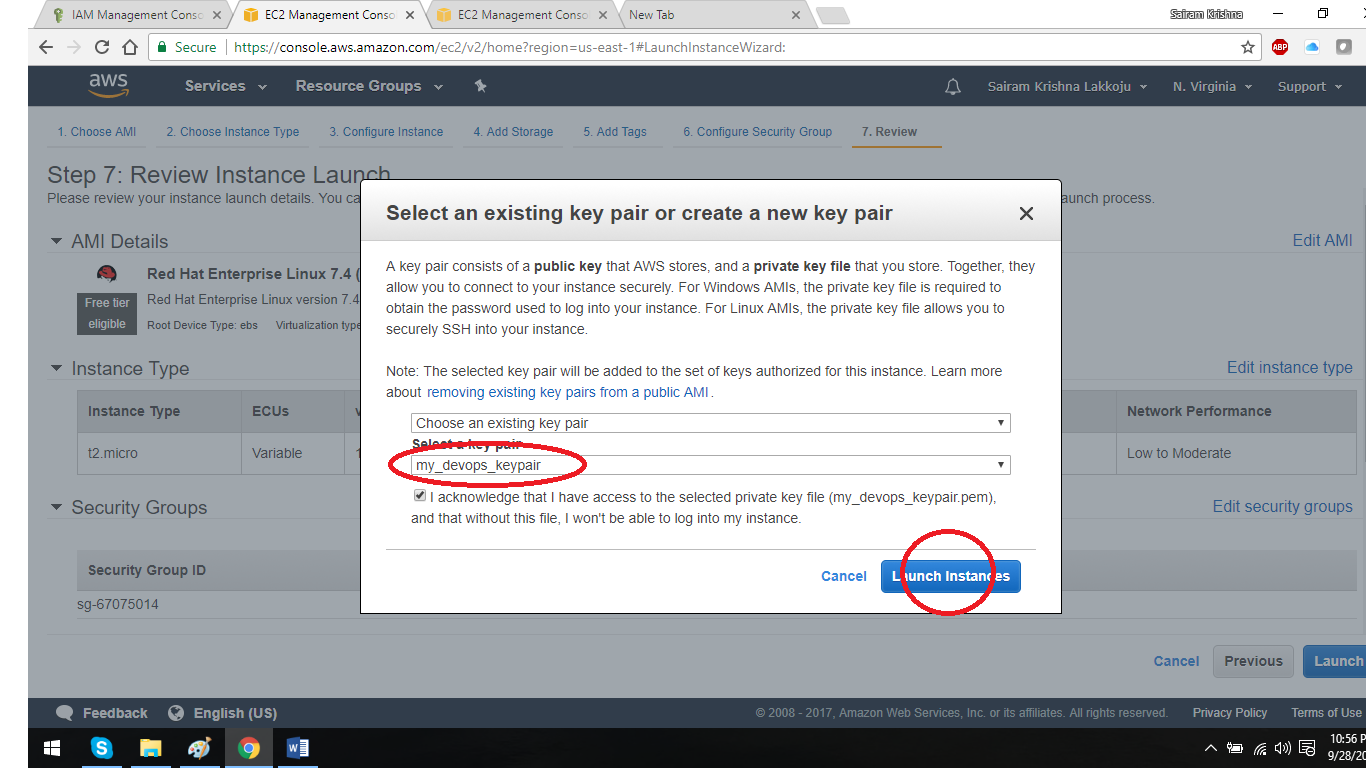 IAM Management Consc
EC2 Management Conso
EC2 Management Consc
New Tab
Sairam Krishna
Secure
https://console.aws.amazon.com/ec2/v2/home?region=us-east-1#LaunchInstanceWizard:
ABP
aws
Services
Resource Groups
Sairam Krishna Lakkoju
N. Virginia
Support
1. Choose AMI
2. Choose Instance Type
3. Configure Instance
4. Add Storage
5. Add Tags
6. Configure Security Group
7. Review
Step 7: Review Instance Launch
Please review your instance launch details. You ca
aunch process.
AMI Details
Edit AMI
Red Hat Enterprise Linux 7.4 (
Free tier
eligible
Red Hat Enterprise Linux version 7.4
Root Device Type: ebs
Virtualization type
Instance Type
Edit instance type
Instance Type
ECUs
Network Performance
t2.micro
Variable
1
Low to Moderate
Security Groups
Edit security groups
Security Group ID
sg-67075014
Select an existing key pair or create a new key pair
A key pair consists of a public key that AWS stores, and a private key file that you store. Together, they
allow you to connect to your instance securely. For Windows AMIs, the private key file is required to
obtain the password used to log into your instance. For Linux AMIs, the private key file allows you to
securely SSH into your instance.
Note: The selected key pair will be added to the set of keys authorized for this instance. Learn more
about removing existing key pairs from a public AMI.
Choose an existing key pair
Select a key pair
my_devops_keypair
I acknowledge that I have access to the selected private key file (my_devops_keypair.pem),
and that without this file, I won't be able to log into my instance.
Cancel
Launch Instances
Cancel
Previous
Launch
Feedback
English (US)
© 2008 - 2017, Amazon Web Services, Inc. or its affiliates. All rights reserved.
Privacy Policy
Terms of Use
10:56 P
9/28/20